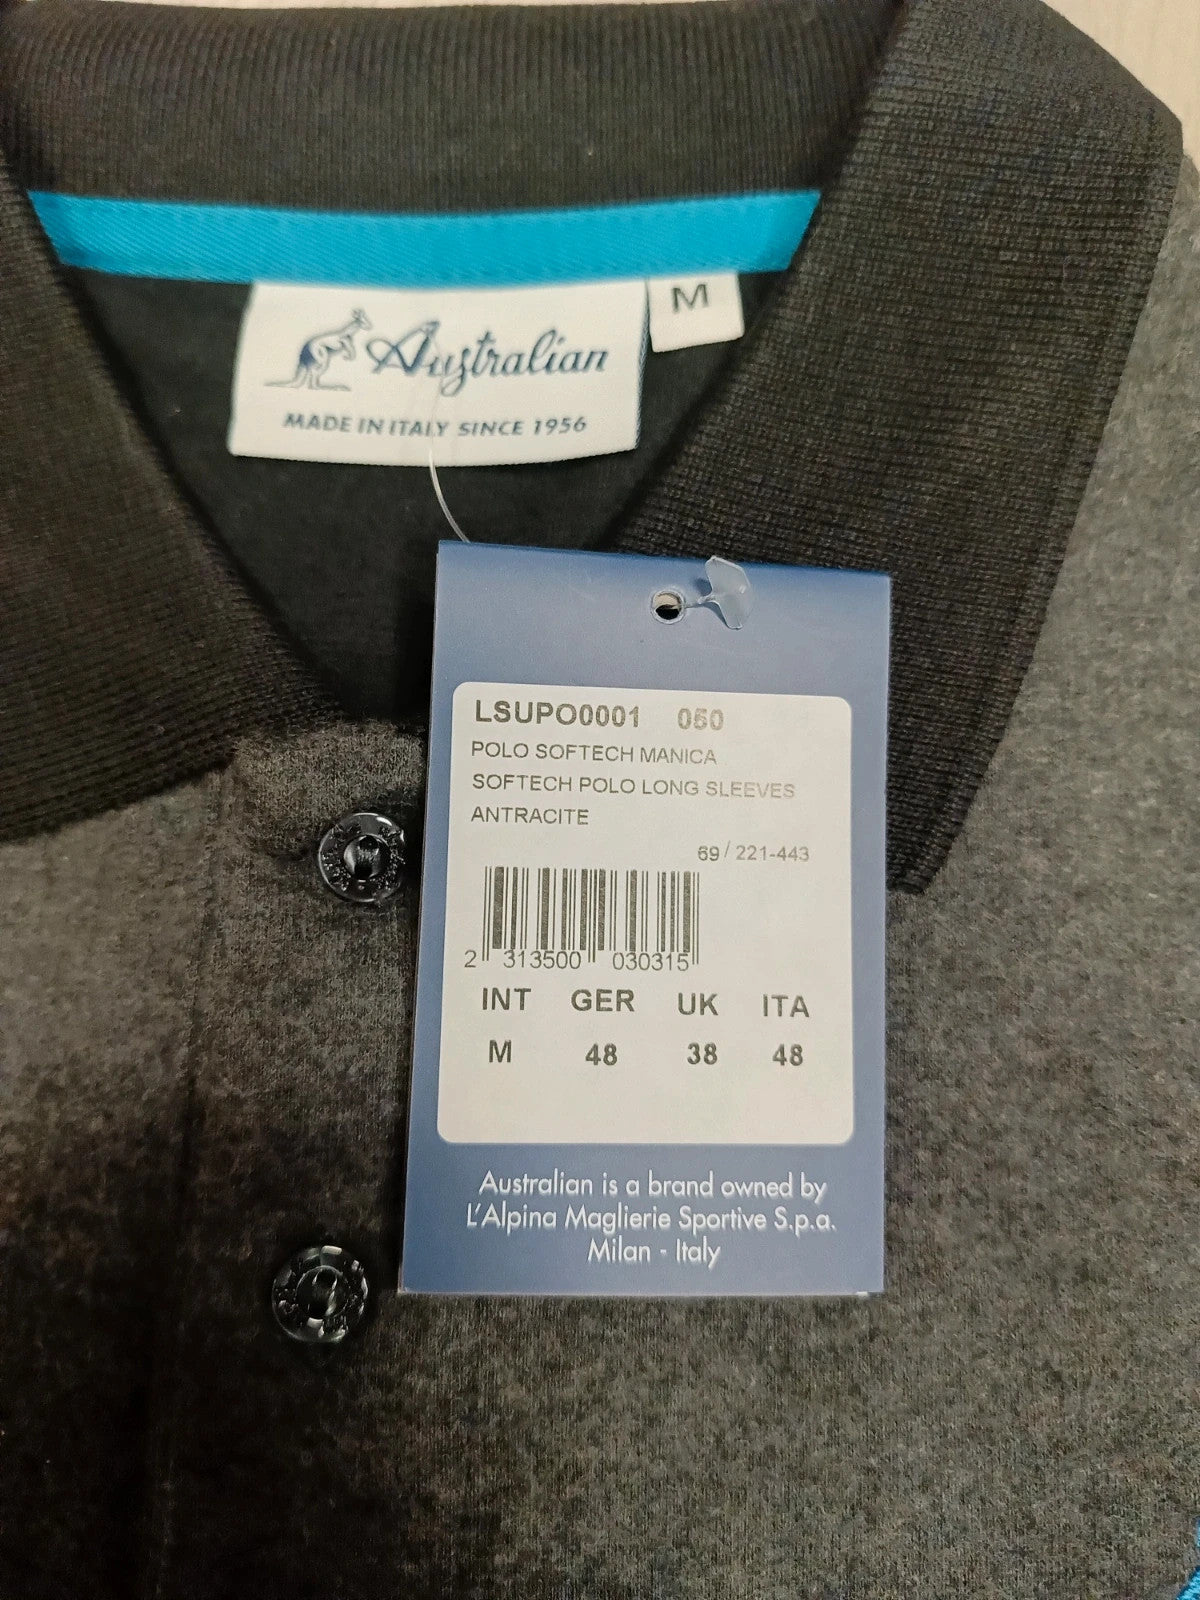 Australian
MADE IN ITALY SINCE 1956
M
LSUPO0001 050
POLO SOFTECH MANICA
SOFTECH POLO LONG SLEEVES
ANTRACITE
69 / 221-443
2 313500 030315
INT GER UK ITA
M 48 38 48
Australian is a brand owned by
L'Alpina Maglierie Sportive S.p.a.
Milan - Italy